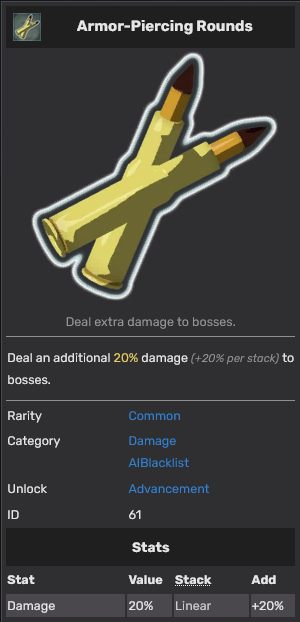 Armor-Piercing Rounds
Deal extra damage to bosses.
Deal an additional 20% damage (+20% per stack) to
bosses.
Rarity Common
Category Damage
AIBlacklist
Unlock Advancement
ID 61
Stats
Stat Value Stack Add
Damage 20% Linear +20%